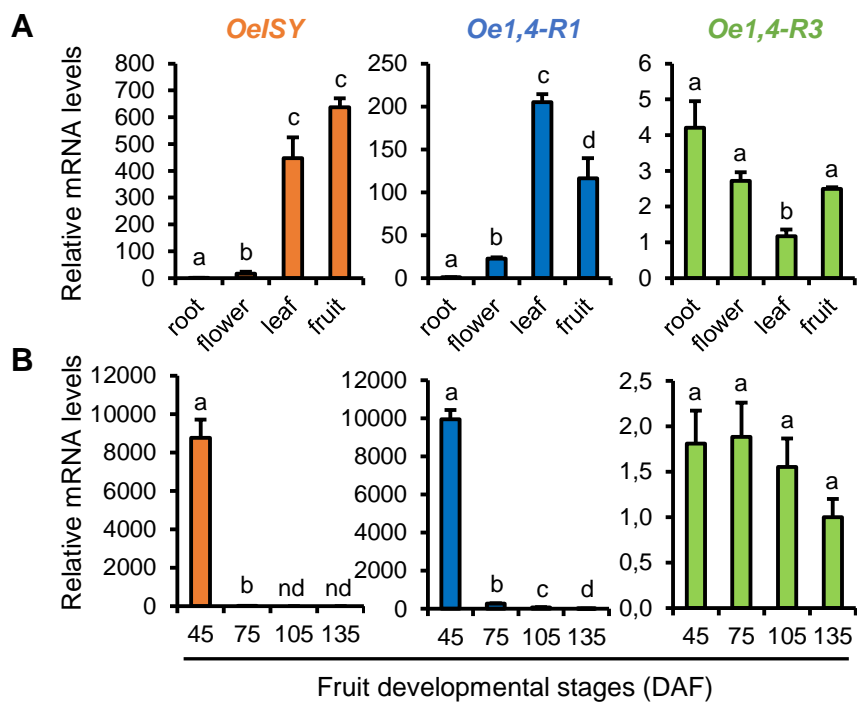 A
OeISY
Oe1,4-R1
Oe1,4-R3
Relative mRNA levels
800
700
600
500
400
300
200
100
0
a
b
c
c
root
flower
leaf
fruit
250
200
150
100
50
0
a
b
c
d
root
flower
leaf
fruit
6
5
4
3
2
1
0
a
a
b
a
root
flower
leaf
fruit
B
Relative mRNA levels
12000
10000
8000
6000
4000
2000
0
a
b
nd
nd
45 75 105 135
12000
10000
8000
6000
4000
2000
0
a
b
c
d
45 75 105 135
2,5
2,0
1,5
1,0
0,5
0,0
a
a
a
a
45 75 105 135
Fruit developmental stages (DAF)